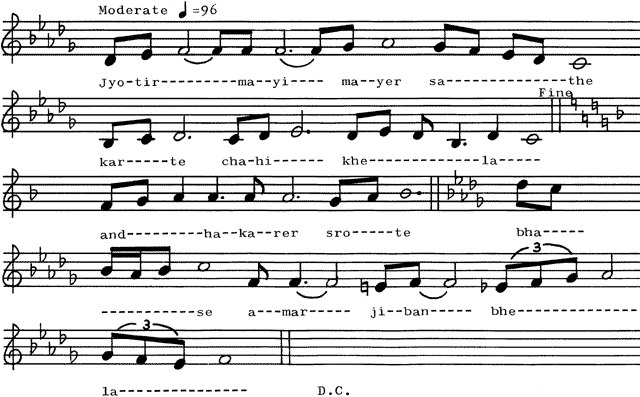 Moderate ♩=96
Jyo-tir---------ma--yi--- ma--yer sa---------------the
Fine
kar-----te cha-hi------ khe-----------la-----
and-------ha--ka--rer sro----te bha-----
3
------------se a--mar---- ji-ban---- bhe--------------
3
la---------------- D.C.